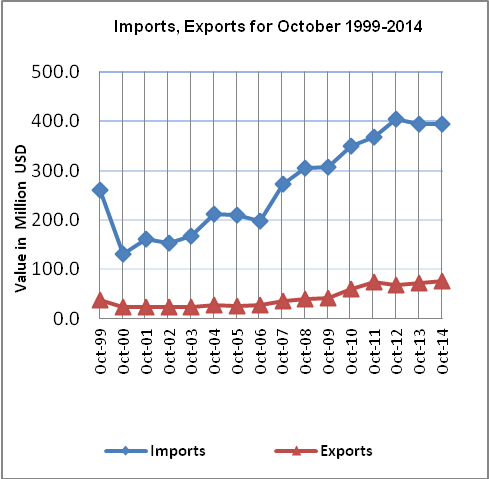 Imports, Exports for October 1999-2014
Value in Million USD
500.0
400.0
300.0
200.0
100.0
0.0
Oct-99
Oct-00
Oct-01
Oct-02
Oct-03
Oct-04
Oct-05
Oct-06
Oct-07
Oct-08
Oct-09
Oct-10
Oct-11
Oct-12
Oct-13
Oct-14
Imports Exports